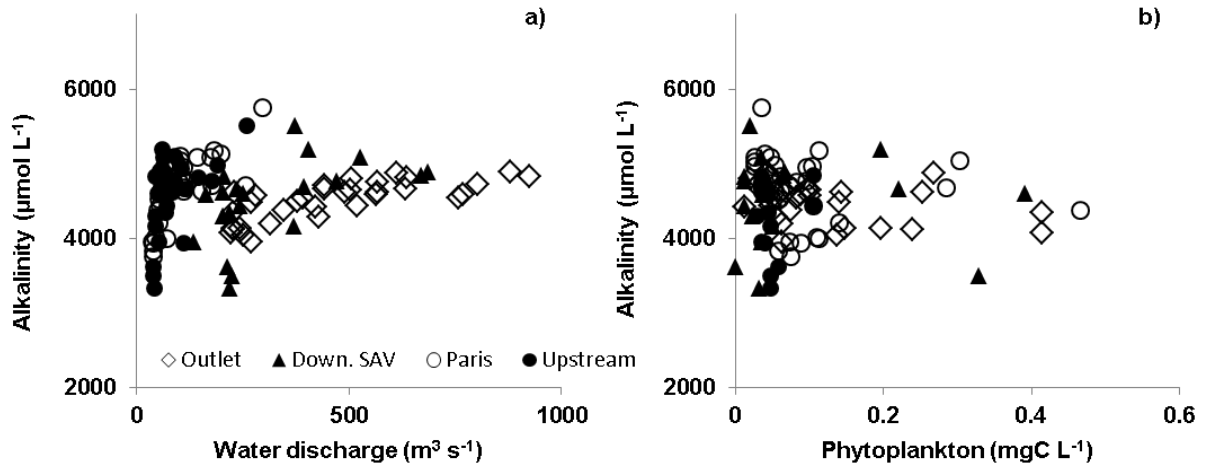 a)
Alkalinity (µmol L-1)
6000
4000
2000
Outlet Down. SAV Paris Upstream
0 500 1000
Water discharge (m3 s-1)
b)
Alkalinity (µmol L-1)
6000
4000
2000
0 0.2 0.4 0.6
Phytoplankton (mgC L-1)